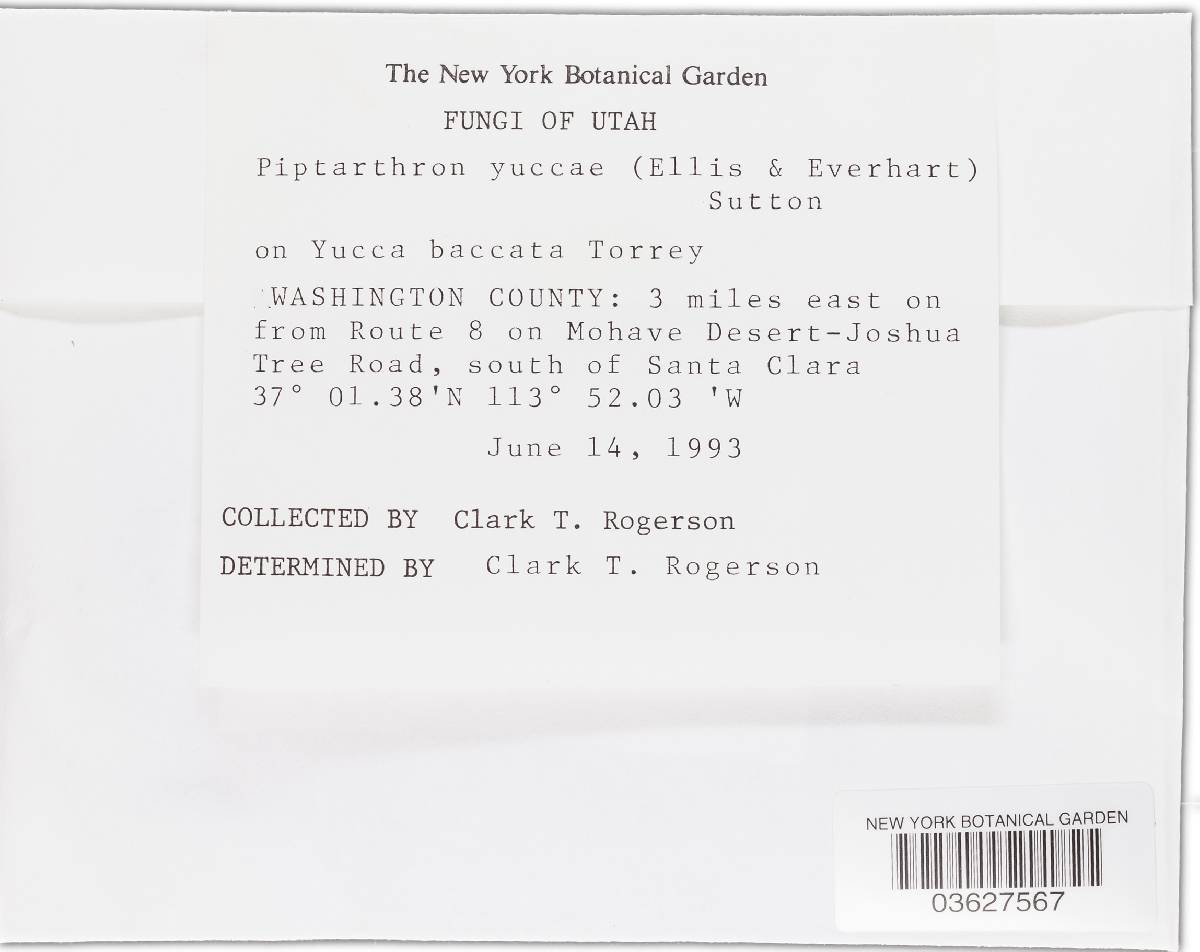 The New York Botanical Garden
FUNGI OF UTAH
Piptarthron yuccae (Ellis & Everhart)
Sutton
on Yucca baccata Torrey
WASHINGTON COUNTY: 3 miles east on
from Route 8 on Mohave Desert-Joshua
Tree Road, south of Santa Clara
37° 01.38'N 113° 52.03 'W
June 14, 1993
COLLECTED BY Clark T. Rogerson
DETERMINED BY Clark T. Rogerson
NEW YORK BOTANICAL GARDEN
03627567